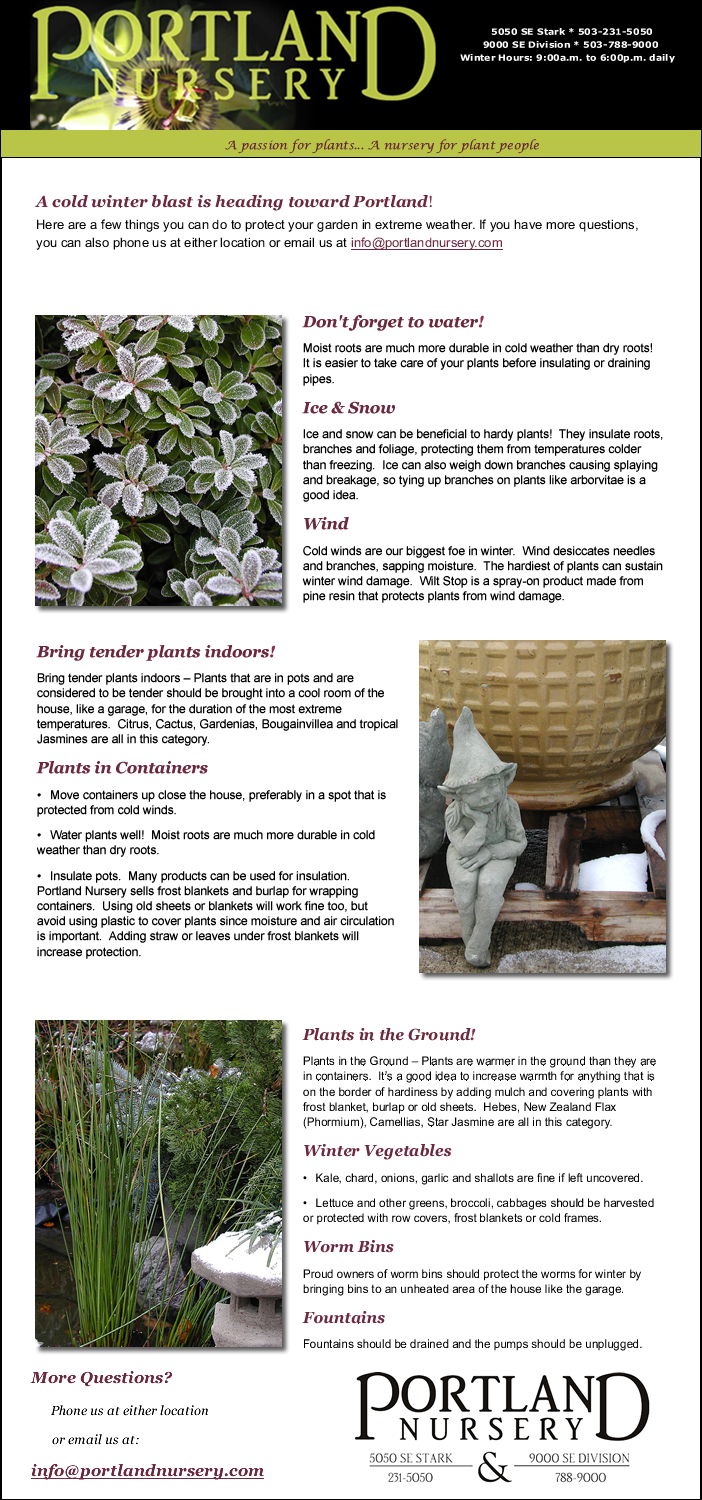 PORTLAND
NURSERY
5050 SE Stark * 503-231-5050
9000 SE Division * 503-788-9000
Winter Hours: 9:00a.m. to 6:00p.m. daily
A passion for plants... A nursery for plant people
A cold winter blast is heading toward Portland!
Here are a few things you can do to protect your garden in extreme weather. If you have more questions,
you can also phone us at either location or email us at info@portlandnursery.com
Don't forget to water!
Moist roots are much more durable in cold weather than dry roots!
It is easier to take care of your plants before insulating or draining
pipes.
Ice & Snow
Ice and snow can be beneficial to hardy plants!  They insulate roots,
branches and foliage, protecting them from temperatures colder
than freezing.  Ice can also weigh down branches causing splaying
and breakage, so tying up branches on plants like arborvitae is a
good idea.
Wind
Cold winds are our biggest foe in winter.  Wind desiccates needles
and branches, sapping moisture.  The hardiest of plants can sustain
winter wind damage.  Wilt Stop is a spray-on product made from
pine resin that protects plants from wind damage.
Bring tender plants indoors!
Bring tender plants indoors – Plants that are in pots and are
considered to be tender should be brought into a cool room of the
house, like a garage, for the duration of the most extreme
temperatures.  Citrus, Cactus, Gardenias, Bougainvillea and tropical
Jasmines are all in this category.
Plants in Containers
•  Move containers up close the house, preferably in a spot that is
protected from cold winds.
•  Water plants well!  Moist roots are much more durable in cold
weather than dry roots.
•  Insulate pots.  Many products can be used for insulation.
Portland Nursery sells frost blankets and burlap for wrapping
containers.  Using old sheets or blankets will work fine too, but
avoid using plastic to cover plants since moisture and air circulation
is important.  Adding straw or leaves under frost blankets will
increase protection.
Plants in the Ground!
Plants in the Ground – Plants are warmer in the ground than they are
in containers.  It's a good idea to increase warmth for anything that is
on the border of hardiness by adding mulch and covering plants with
frost blanket, burlap or old sheets.  Hebes, New Zealand Flax
(Phormium), Camellias, Star Jasmine are all in this category.
Winter Vegetables
•  Kale, chard, onions, garlic and shallots are fine if left uncovered.
•  Lettuce and other greens, broccoli, cabbages should be harvested
or protected with row covers, frost blankets or cold frames.
Worm Bins
Proud owners of worm bins should protect the worms for winter by
bringing bins to an unheated area of the house like the garage.
Fountains
Fountains should be drained and the pumps should be unplugged.
More Questions?
Phone us at either location
or email us at:
info@portlandnursery.com
PORTLAND
NURSERY
5050 SE STARK & 9000 SE DIVISION
231-5050 788-9000